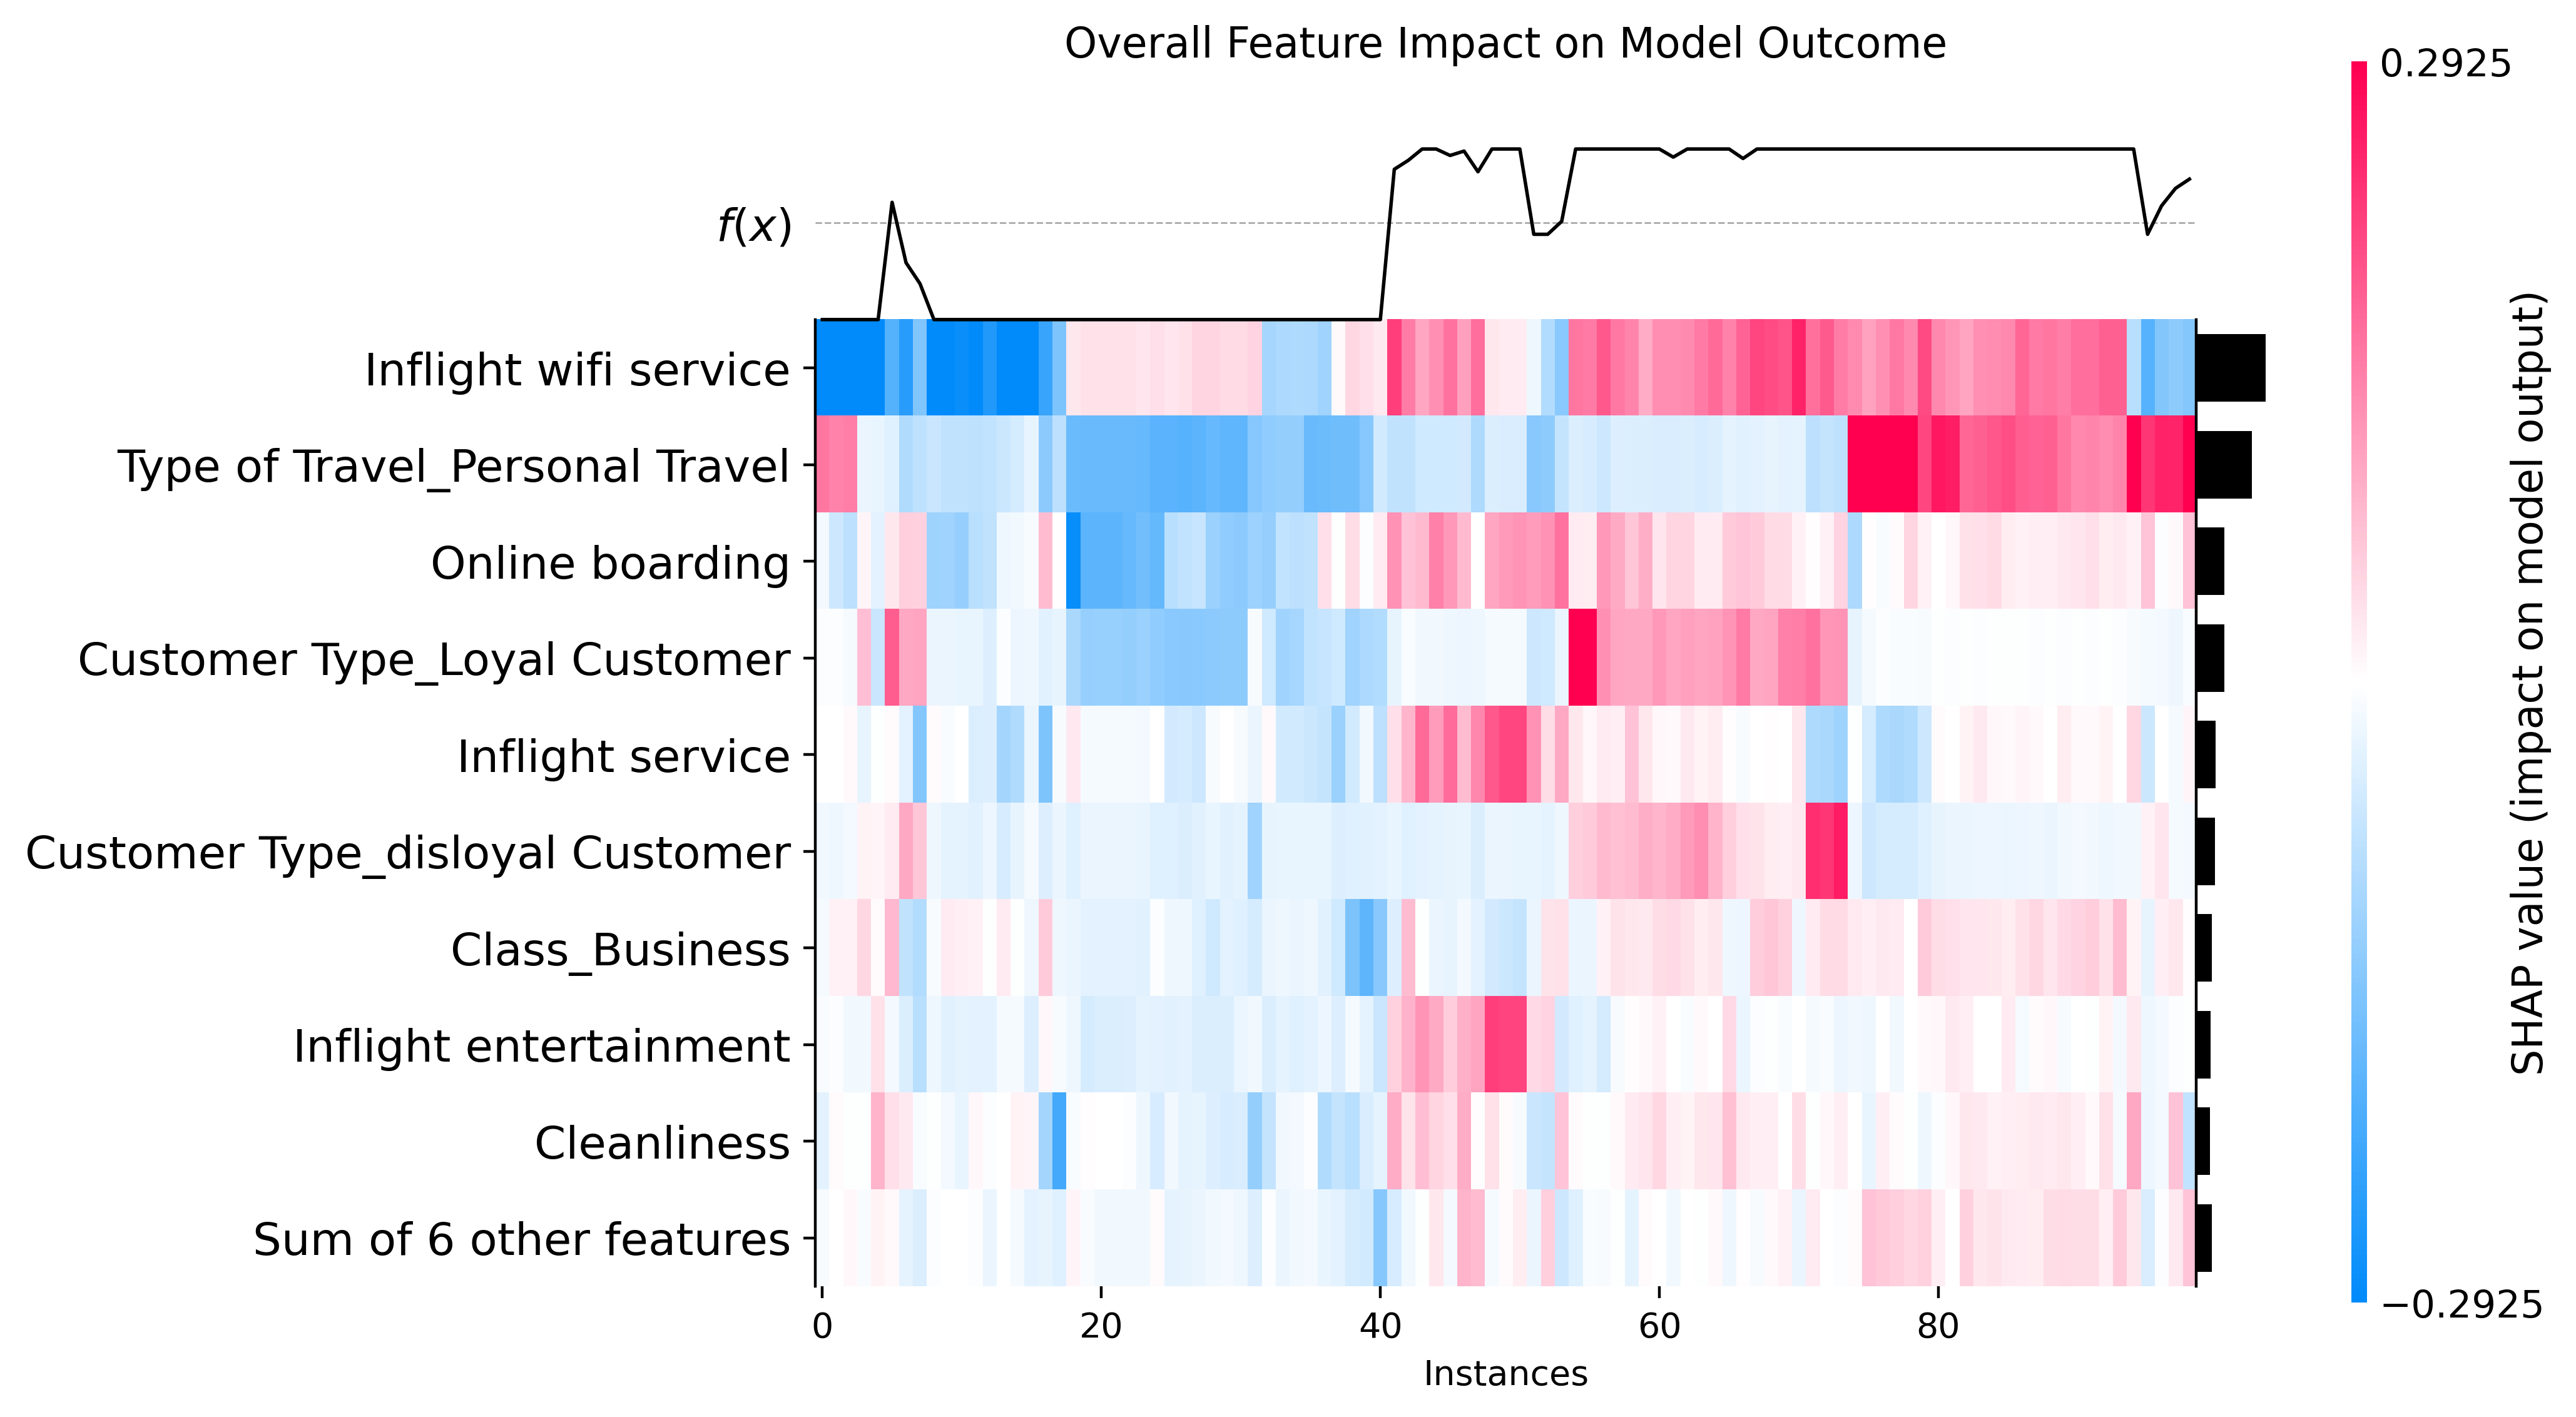 Overall Feature Impact on Model Outcome
0.2925
f(x)
Inflight wifi service
Type of Travel_Personal Travel
Online boarding
Customer Type_Loyal Customer
Inflight service
Customer Type_disloyal Customer
Class_Business
Inflight entertainment
Cleanliness
Sum of 6 other features
SHAP value (impact on model output)
−0.2925
0 20 40 60 80
Instances